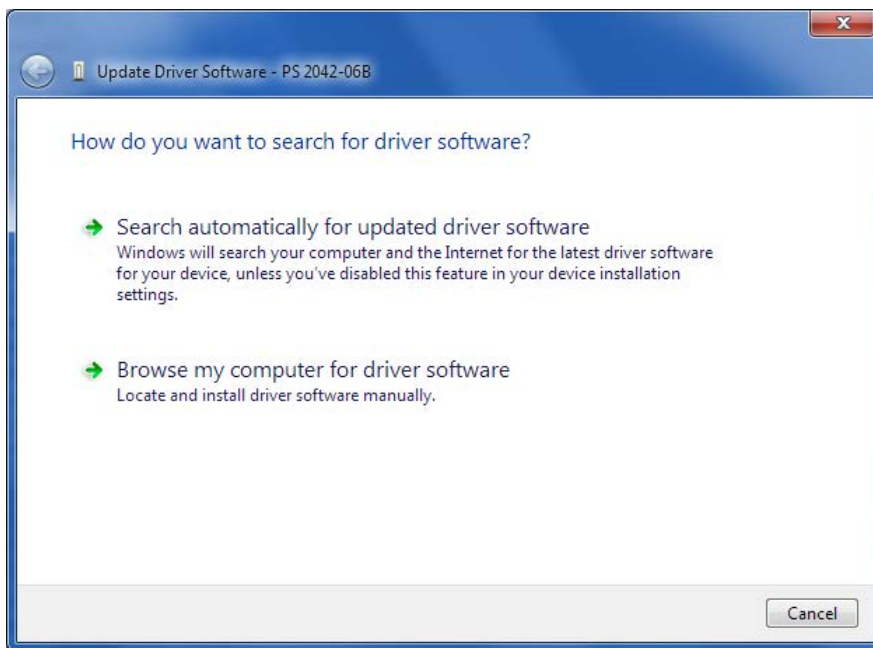 Update Driver Software - PS 2042-06B
How do you want to search for driver software?
Search automatically for updated driver software
Windows will search your computer and the Internet for the latest driver software
for your device, unless you've disabled this feature in your device installation
settings.
Browse my computer for driver software
Locate and install driver software manually.
Cancel